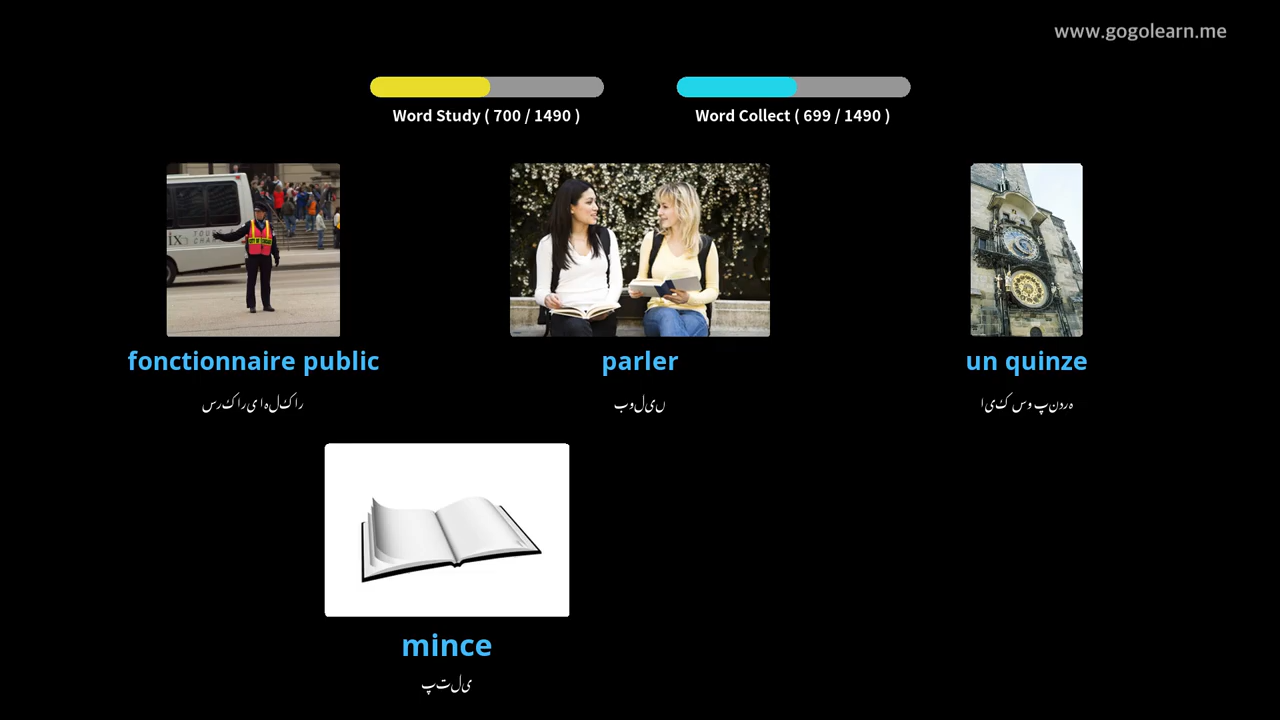 www.gogolearn.me
Word Study ( 700 / 1490 )
Word Collect ( 699 / 1490 )
fonctionnaire public
سرکاری اہلکار
parler
بولیں
un quinze
ایک سو پندرہ
mince
پتلی